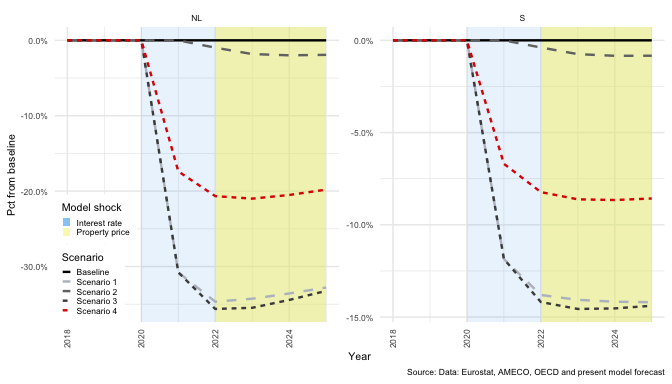 NL
S
0.0%
-10.0%
-20.0%
-30.0%
0.0%
-5.0%
-10.0%
-15.0%
Pct from baseline
Model shock
Interest rate
Property price
Scenario
Baseline
Scenario 1
Scenario 2
Scenario 3
Scenario 4
2018
2020
2022
2024
2018
2020
2022
2024
Year
Source: Data: Eurostat, AMECO, OECD and present model forecast